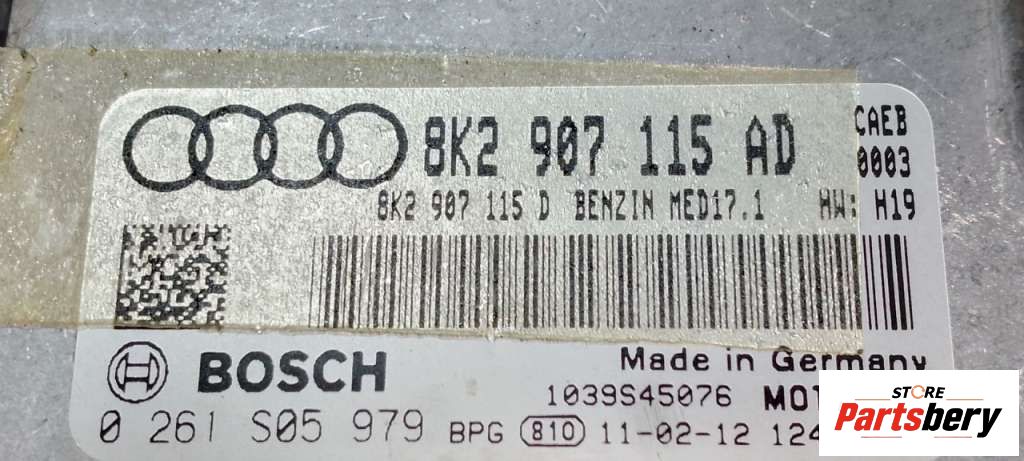 8K2 907 115 AD
CAEB
0003
8K2 907 115 D BENZIN MED17.1 HW: H19
BOSCH
Made in Germany
1039S45076
0 261 S05 979 BPG 810 11-02-12
STORE
Partsbery